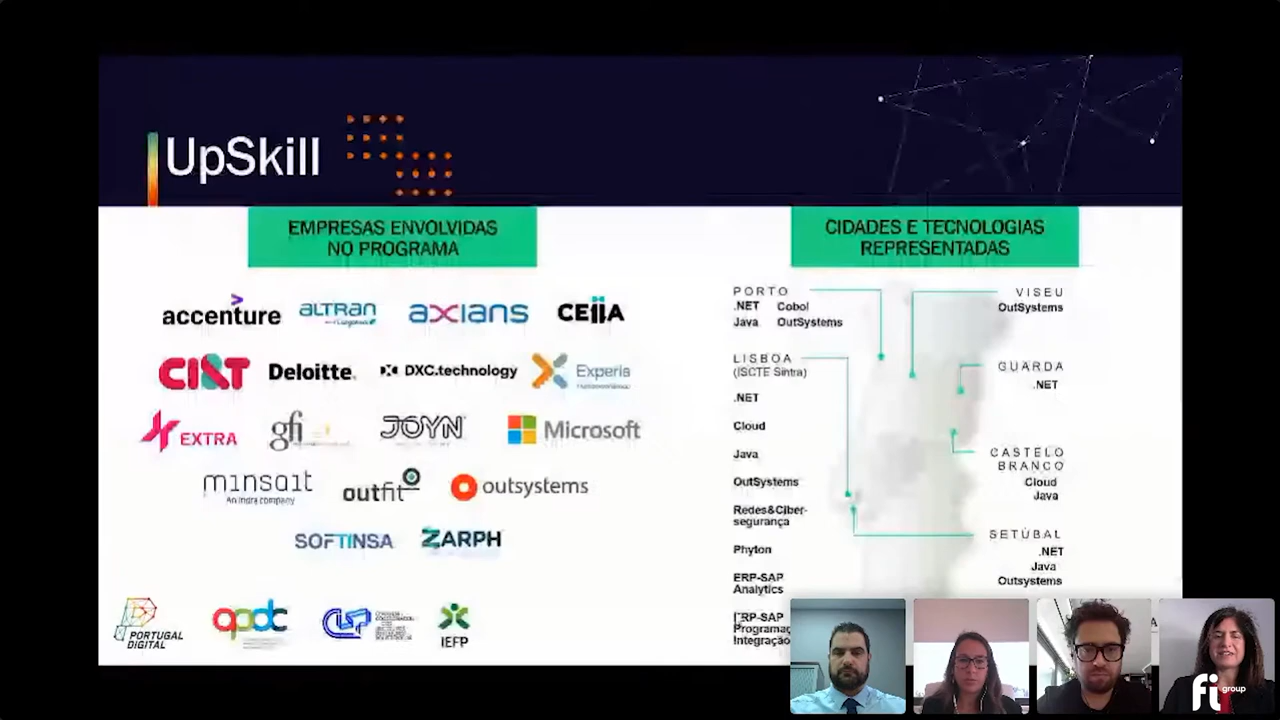 UpSkill
EMPRESAS ENVOLVIDAS
NO PROGRAMA
accenture ALTRAN axians CEiiA
CI&T Deloitte. DXC.technology Experis
EXTRA gfi JOYN Microsoft
minsait
An Indra company
outfit outsystems
SOFTINSA ZARPH
PORTUGAL
DIGITAL
apdc
IEFP
CIDADES E TECNOLOGIAS
REPRESENTADAS
PORTO
.NET Cobol
Java OutSystems
LISBOA
(ISCTE Sintra)
.NET
Cloud
Java
OutSystems
Redes&Ciber-
segurança
Phyton
ERP-SAP
Analytics
ERP-SAP
Programaç
Integração
VISEU
OutSystems
GUARDA
.NET
CASTELO
BRANCO
Cloud
Java
SETÚBAL
.NET
Java
Outsystems
fi group